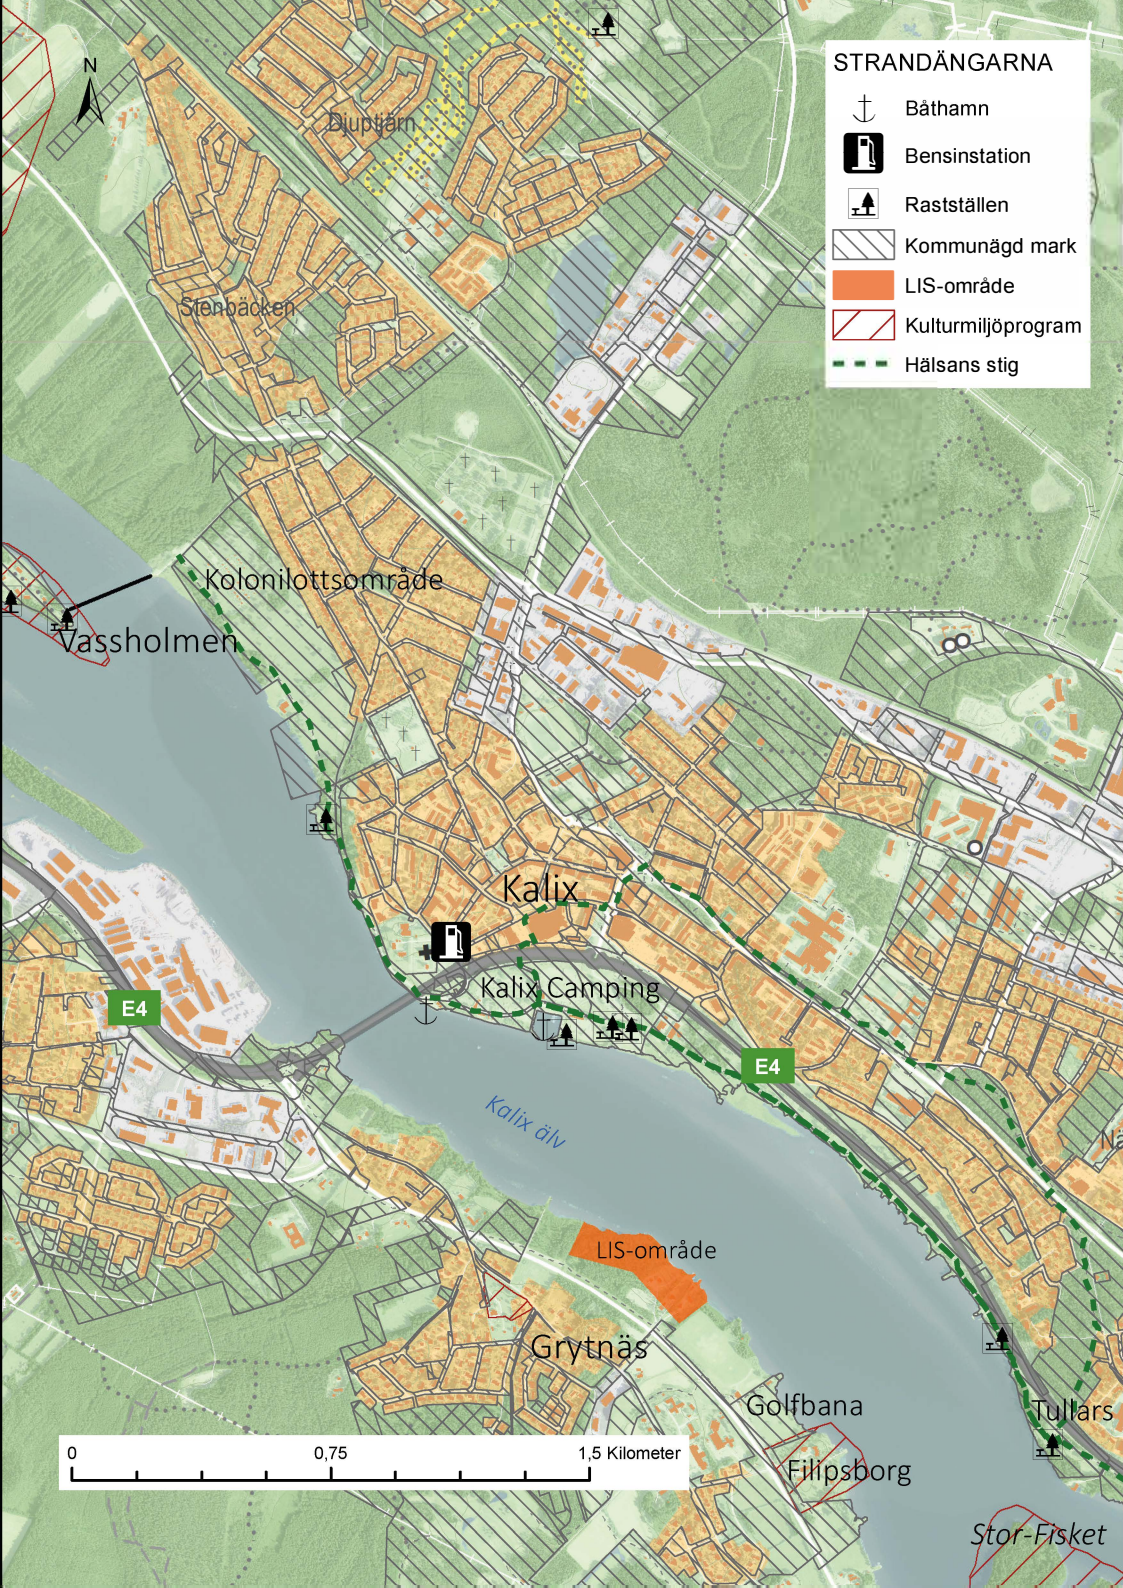 N
STRANDÄNGARNA
Båthamn
Bensinstation
Rastställen
Kommunägd mark
LIS-område
Kulturmiljöprogram
Hälsans stig
Djuptjärn
Stenbäcken
Kolonilottsområde
Vassholmen
Kalix
Kalix Camping
E4
E4
Kalix älv
Nä
LIS-område
Grytnäs
Golfbana
Tullars
Filipsborg
0 0,75 1,5 Kilometer
Stor-Fisket